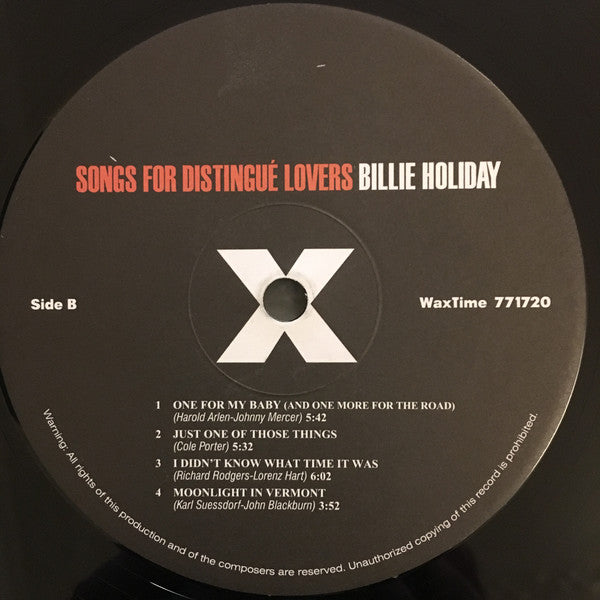 SONGS FOR DISTINGUÉ LOVERS BILLIE HOLIDAY
X
Side B
WaxTime 771720
1 ONE FOR MY BABY (AND ONE MORE FOR THE ROAD)
(Harold Arlen-Johnny Mercer) 5:42
2 JUST ONE OF THOSE THINGS
(Cole Porter) 5:32
3 I DIDN'T KNOW WHAT TIME IT WAS
(Richard Rodgers-Lorenz Hart) 6:02
4 MOONLIGHT IN VERMONT
(Karl Suessdorf-John Blackburn) 3:52
Warning: All rights of this production and of the composers are reserved. Unauthorized copying of this record is prohibited.